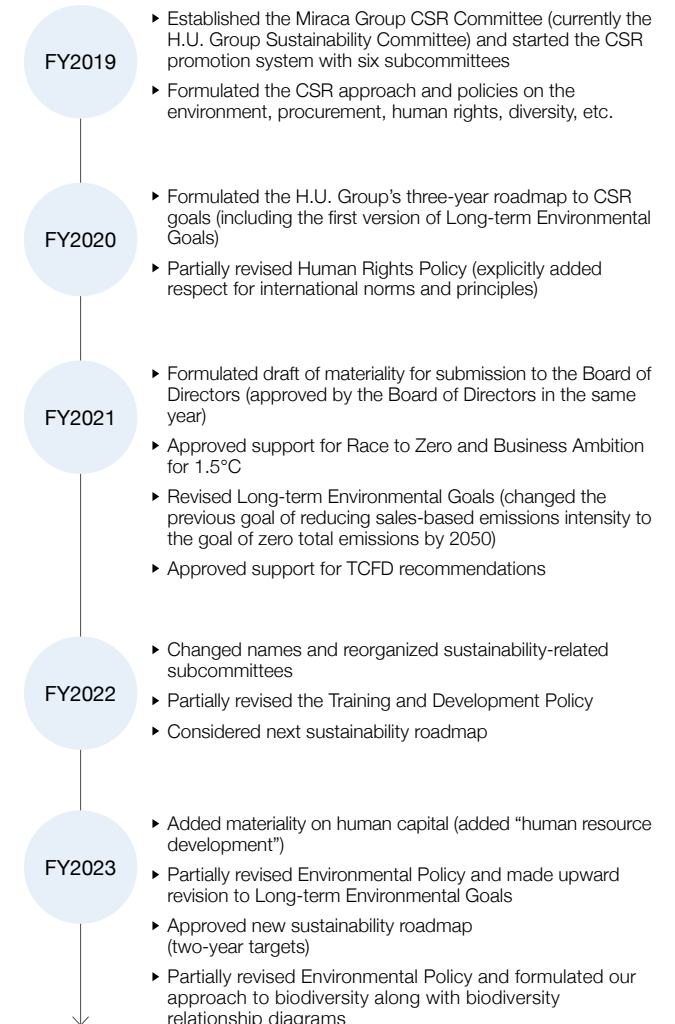 FY2019
▶ Established the Miraca Group CSR Committee (currently the
H.U. Group Sustainability Committee) and started the CSR
promotion system with six subcommittees
▶ Formulated the CSR approach and policies on the
environment, procurement, human rights, diversity, etc.
FY2020
▶ Formulated the H.U. Group’s three-year roadmap to CSR
goals (including the first version of Long-term Environmental
Goals)
▶ Partially revised Human Rights Policy (explicitly added
respect for international norms and principles)
FY2021
▶ Formulated draft of materiality for submission to the Board of
Directors (approved by the Board of Directors in the same
year)
▶ Approved support for Race to Zero and Business Ambition
for 1.5°C
▶ Revised Long-term Environmental Goals (changed the
previous goal of reducing sales-based emissions intensity to
the goal of zero total emissions by 2050)
▶ Approved support for TCFD recommendations
FY2022
▶ Changed names and reorganized sustainability-related
subcommittees
▶ Partially revised the Training and Development Policy
▶ Considered next sustainability roadmap
FY2023
▶ Added materiality on human capital (added “human resource
development”)
▶ Partially revised Environmental Policy and made upward
revision to Long-term Environmental Goals
▶ Approved new sustainability roadmap
(two-year targets)
▶ Partially revised Environmental Policy and formulated our
approach to biodiversity along with biodiversity
relationship diagrams